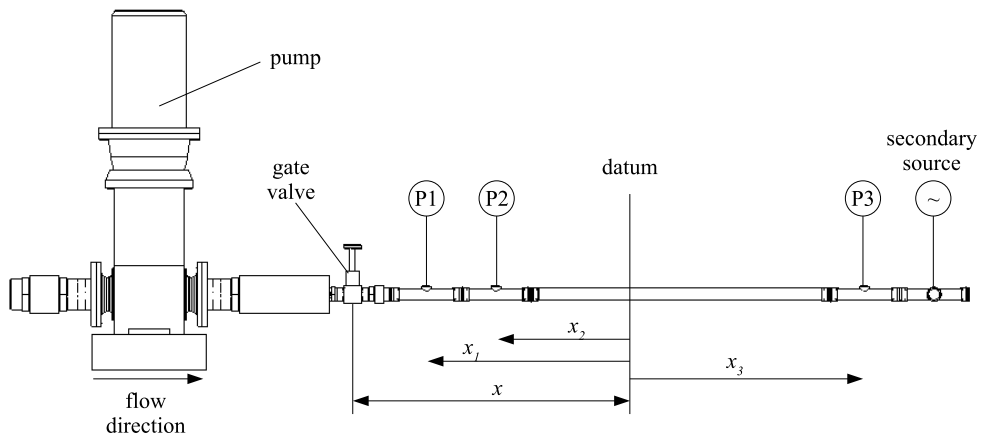 pump
gate
valve
P1
P2
datum
P3
secondary
source
~
x2
x1
x3
x
flow
direction